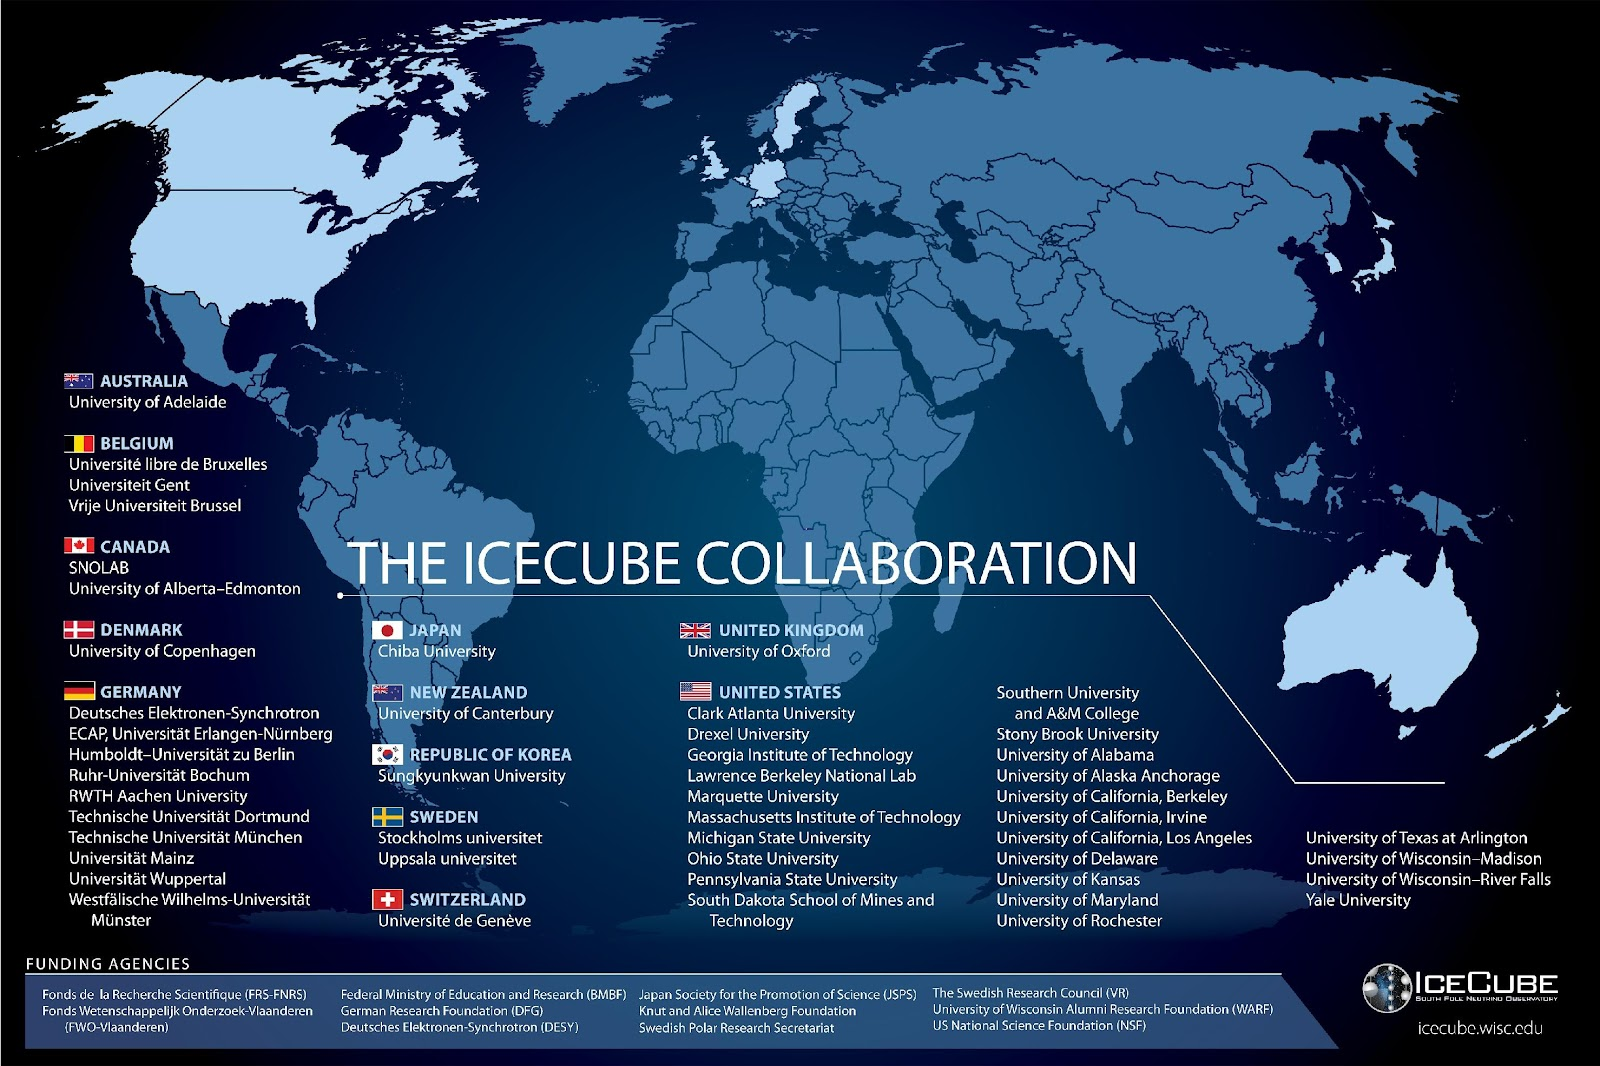 AUSTRALIA
University of Adelaide
BELGIUM
Université libre de Bruxelles
Universiteit Gent
Vrije Universiteit Brussel
CANADA
SNOLAB
University of Alberta–Edmonton
DENMARK
University of Copenhagen
GERMANY
Deutsches Elektronen-Synchrotron
ECAP, Universität Erlangen-Nürnberg
Humboldt–Universität zu Berlin
Ruhr-Universität Bochum
RWTH Aachen University
Technische Universität Dortmund
Technische Universität München
Universität Mainz
Universität Wuppertal
Westfälische Wilhelms-Universität
Münster
THE ICECUBE COLLABORATION
JAPAN
Chiba University
NEW ZEALAND
University of Canterbury
REPUBLIC OF KOREA
Sungkyunkwan University
SWEDEN
Stockholms universitet
Uppsala universitet
SWITZERLAND
Université de Genève
UNITED KINGDOM
University of Oxford
UNITED STATES
Clark Atlanta University
Drexel University
Georgia Institute of Technology
Lawrence Berkeley National Lab
Marquette University
Massachusetts Institute of Technology
Michigan State University
Ohio State University
Pennsylvania State University
South Dakota School of Mines and
Technology
Southern University
and A&M College
Stony Brook University
University of Alabama
University of Alaska Anchorage
University of California, Berkeley
University of California, Irvine
University of California, Los Angeles
University of Delaware
University of Kansas
University of Maryland
University of Rochester
University of Texas at Arlington
University of Wisconsin–Madison
University of Wisconsin–River Falls
Yale University
FUNDING AGENCIES
Fonds de la Recherche Scientifique (FRS-FNRS)
Fonds Wetenschappelijk Onderzoek-Vlaanderen
(FWO-Vlaanderen)
Federal Ministry of Education and Research (BMBF)
German Research Foundation (DFG)
Deutsches Elektronen-Synchrotron (DESY)
Japan Society for the Promotion of Science (JSPS)
Knut and Alice Wallenberg Foundation
Swedish Polar Research Secretariat
The Swedish Research Council (VR)
University of Wisconsin Alumni Research Foundation (WARF)
US National Science Foundation (NSF)
ICECUBE
SOUTH POLE NEUTRINO OBSERVATORY
icecube.wisc.edu